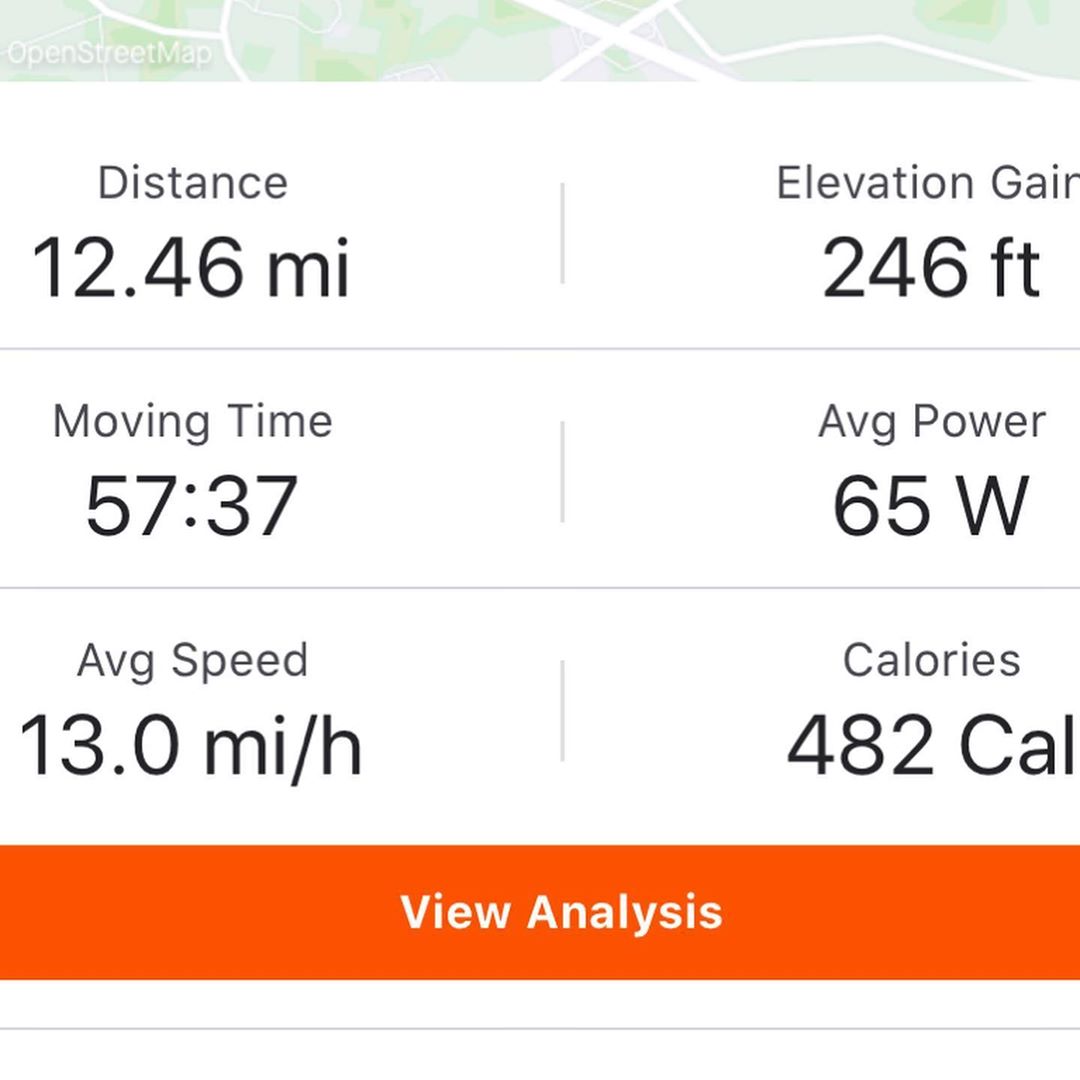 OpenStreetMap
Distance
Elevation Gain
12.46 mi
246 ft
Moving Time
Avg Power
57:37
65 W
Avg Speed
Calories
13.0 mi/h
482 Cal
View Analysis